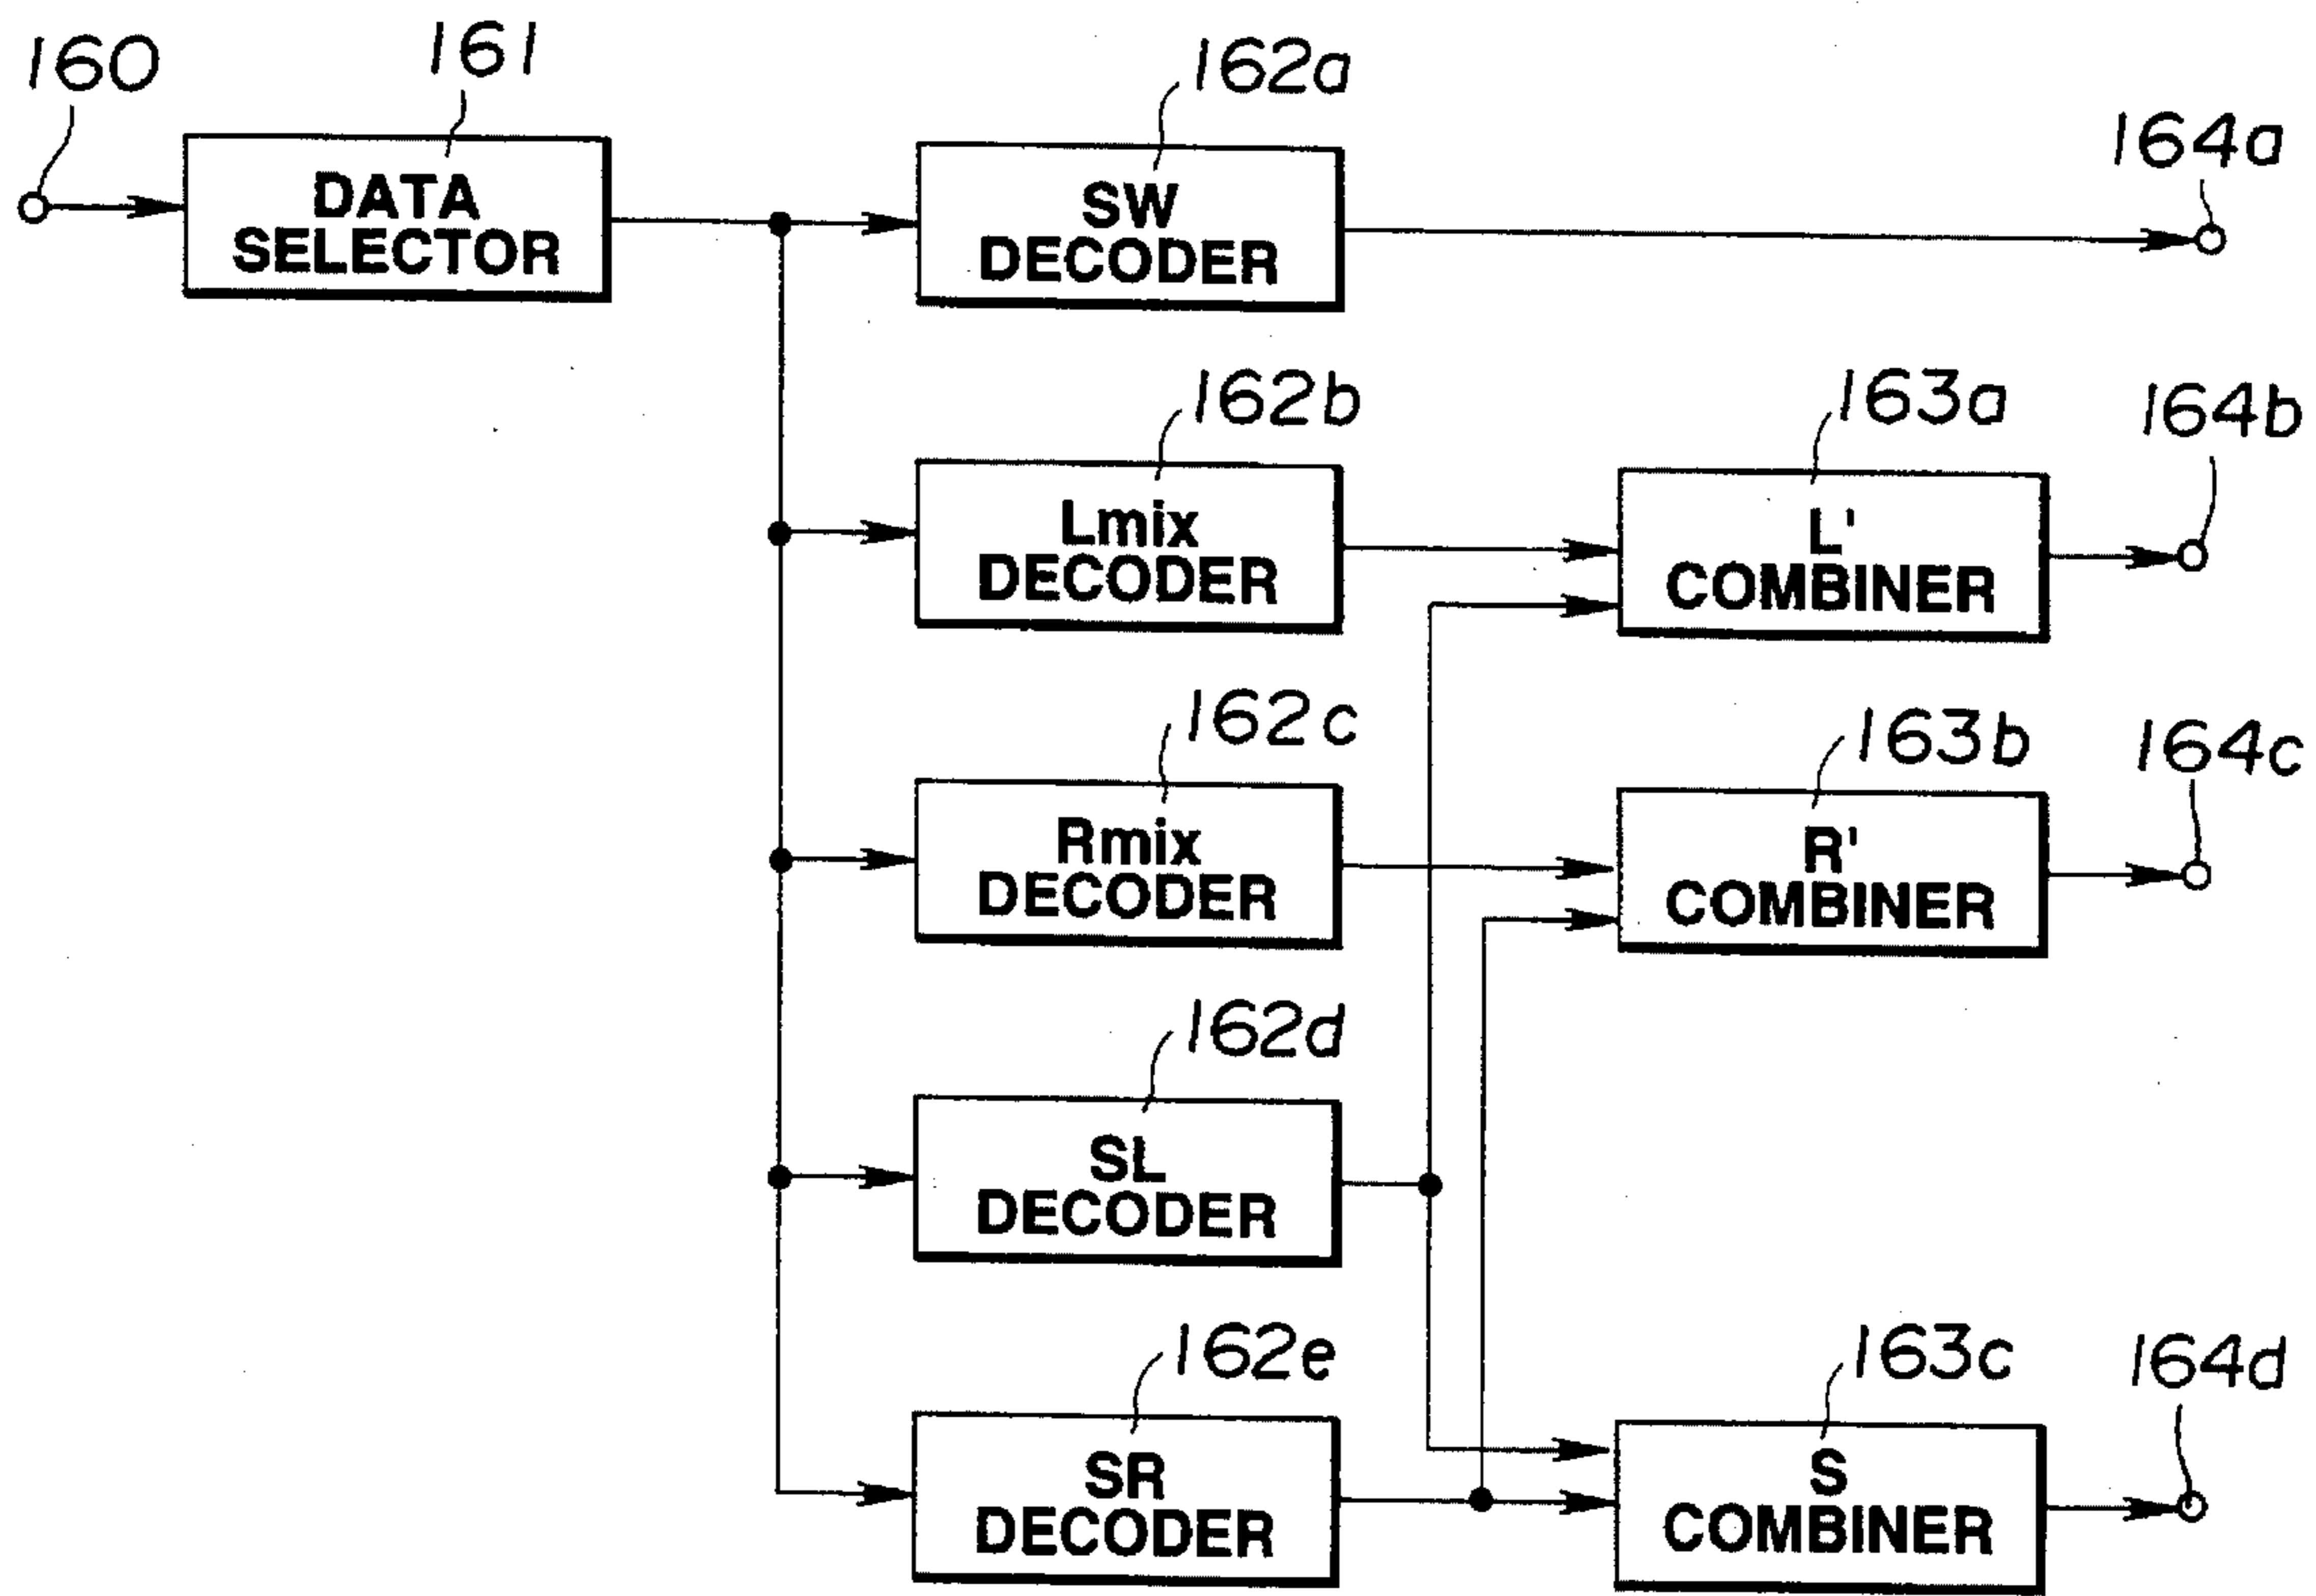 160
161
162a
164a
DATA
SELECTOR
SW
DECODER
162b
163a
164b
Lmix
DECODER
L'
COMBINER
162c
163b
164c
Rmix
DECODER
R'
COMBINER
162d
SL
DECODER
162e
163c
164d
SR
DECODER
S
COMBINER